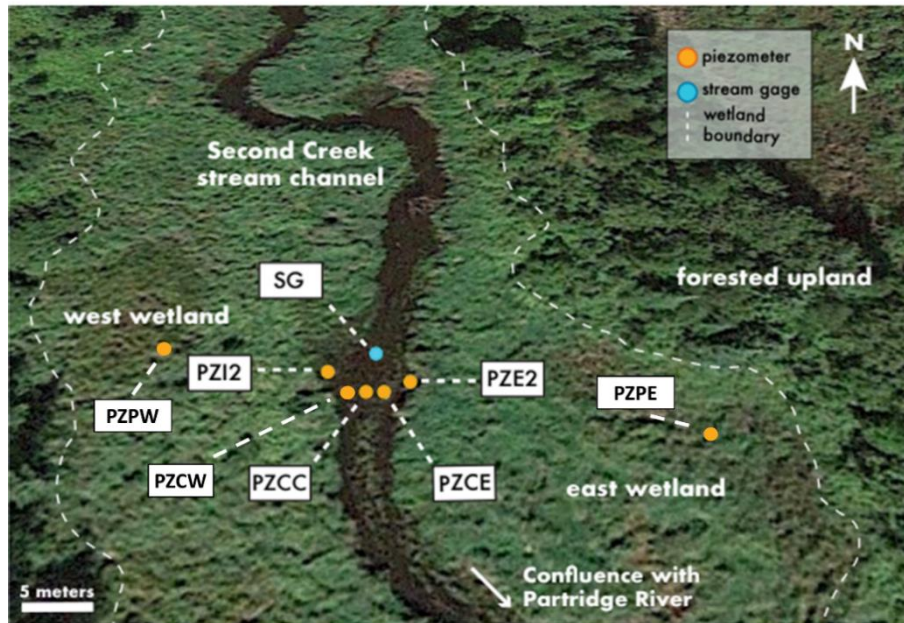 piezometer
stream gage
wetland
boundary
N
Second Creek
stream channel
forested upland
SG
west wetland
PZI2
PZE2
PZPE
PZPW
PZCW
PZCC
PZCE
east wetland
5 meters
Confluence with
Partridge River